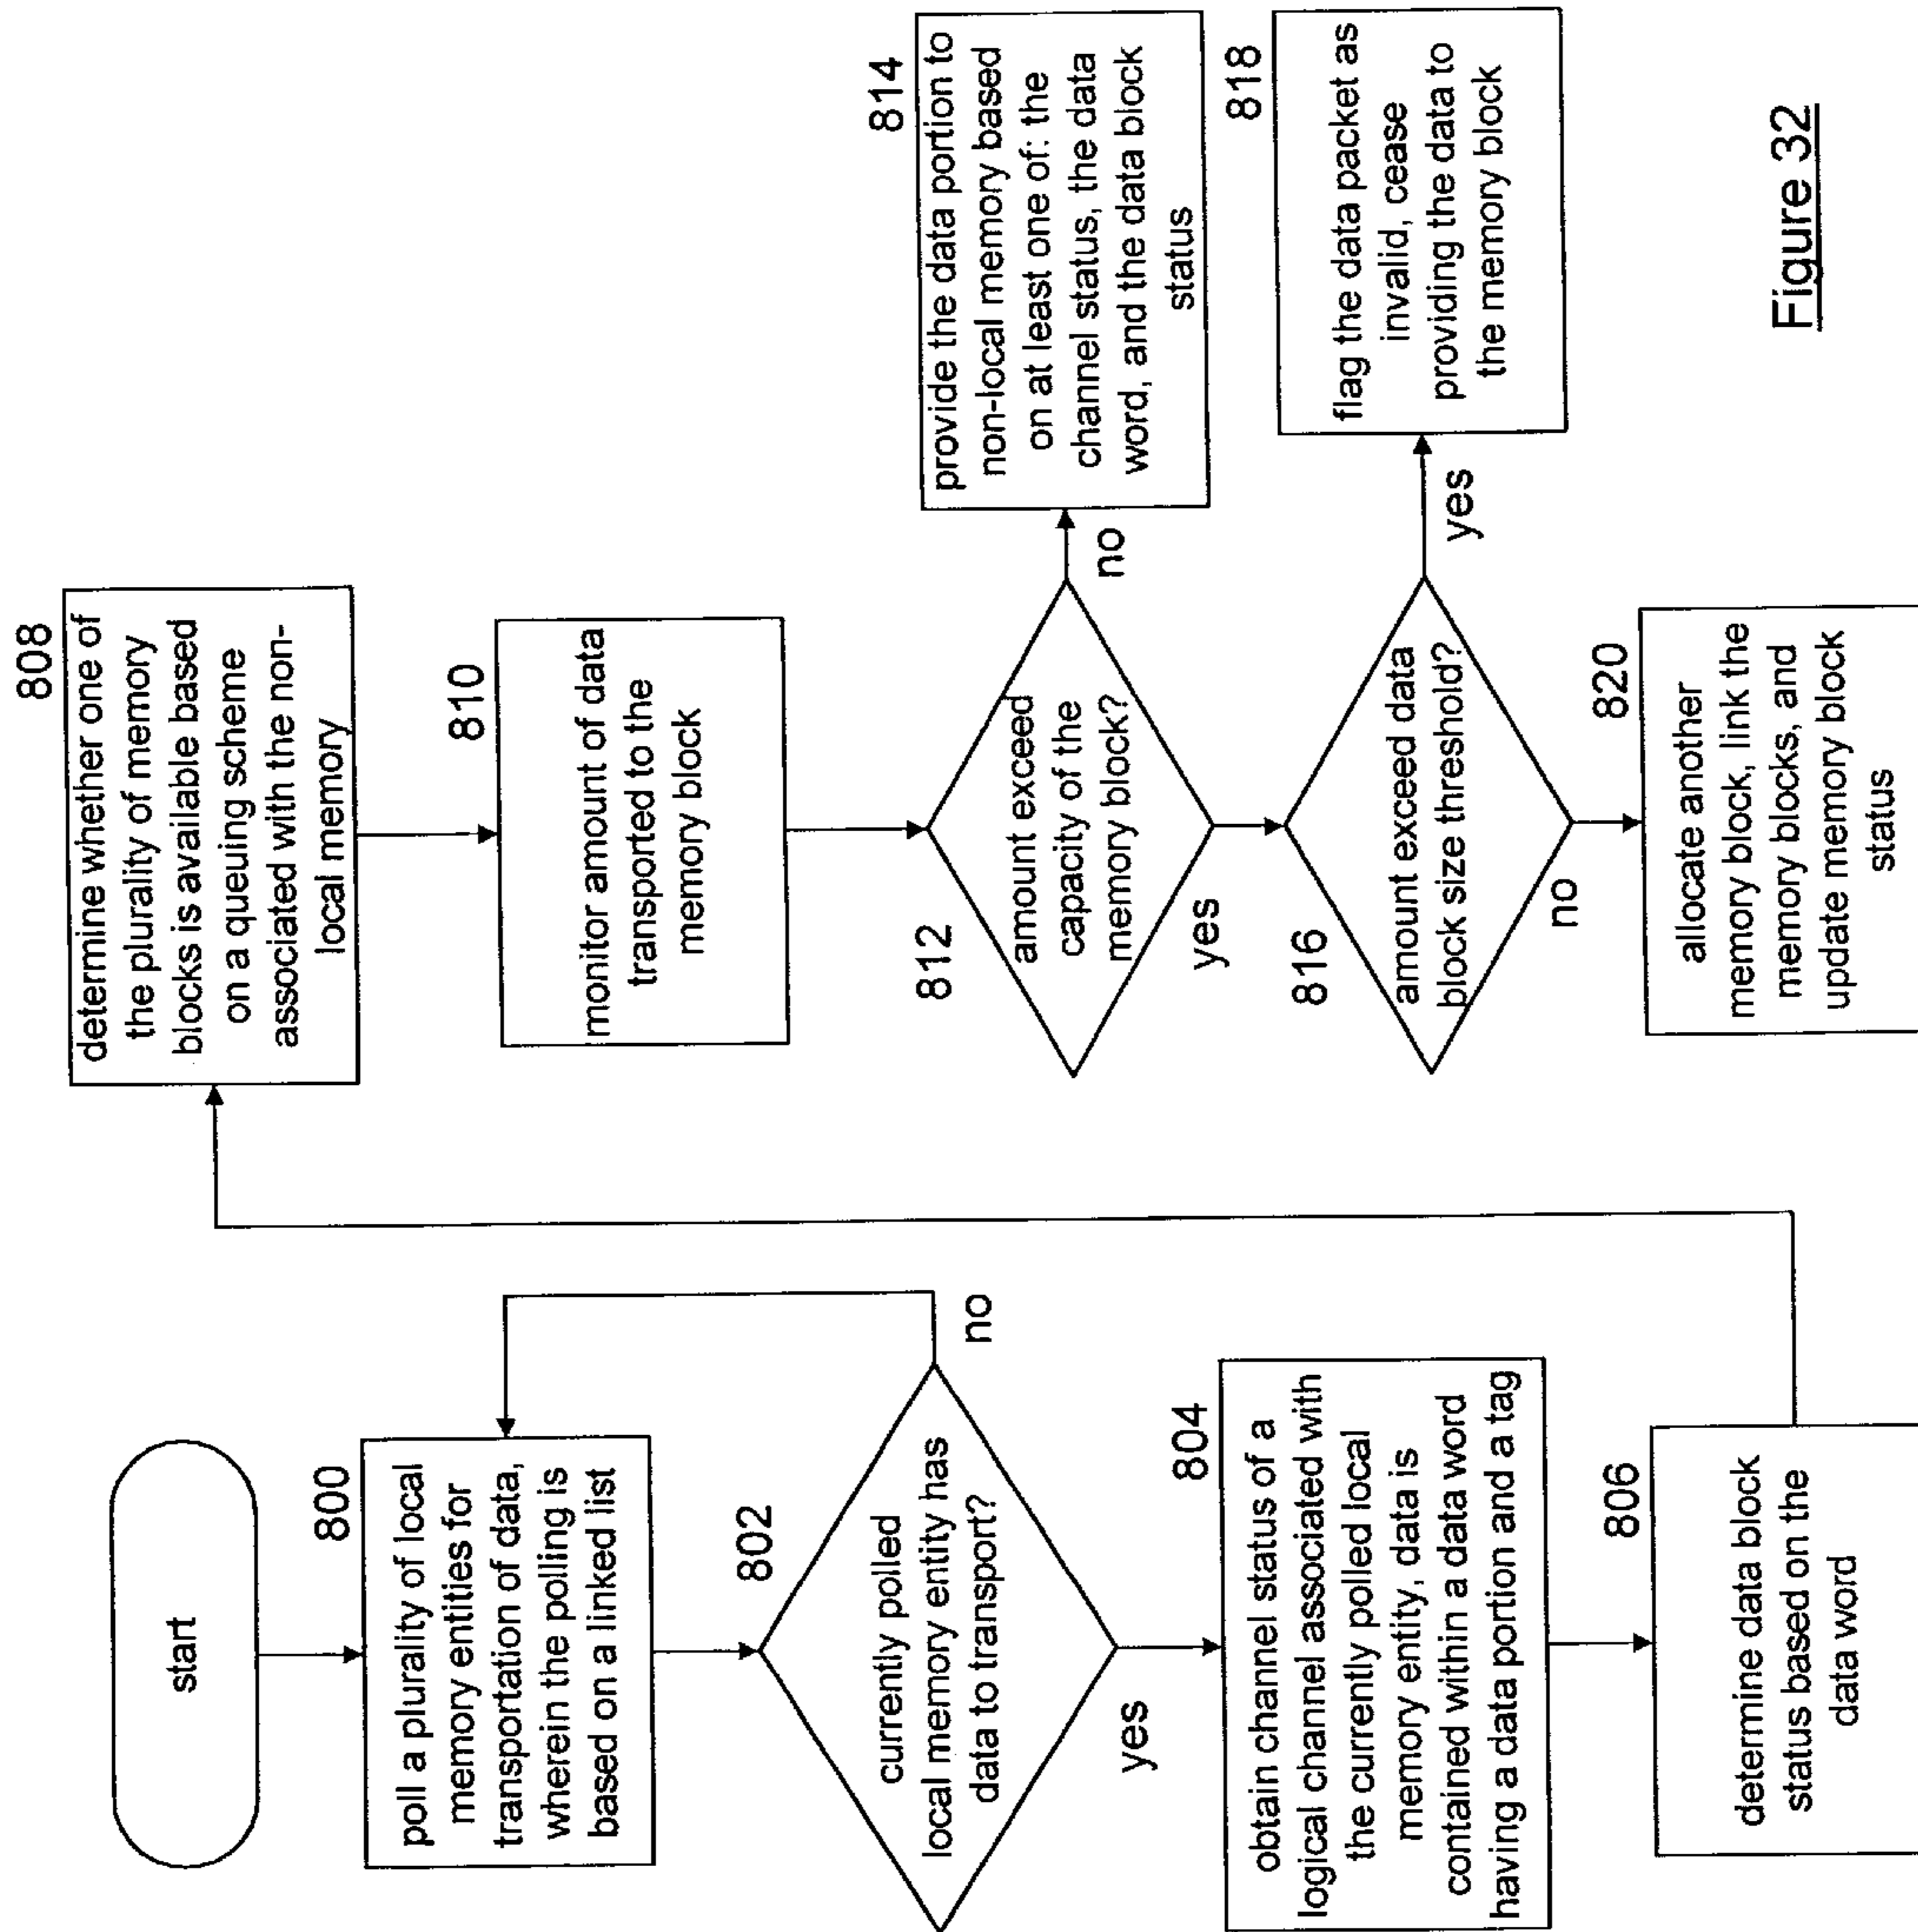 start
800
poll a plurality of local
memory entities for
transportation of data,
wherein the polling is
based on a linked list
802
currently polled
local memory entity has
data to transport?
no
yes
804
obtain channel status of a
logical channel associated with
the currently polled local
memory entity, data is
contained within a data word
having a data portion and a tag
806
determine data block
status based on the
data word
808
determine whether one of
the plurality of memory
blocks is available based
on a queuing scheme
associated with the non-
local memory
810
monitor amount of data
transported to the
memory block
812
amount exceed
capacity of the
memory block?
no
yes
814
provide the data portion to
non-local memory based
on at least one of: the
channel status, the data
word, and the data block
status
816
amount exceed data
block size threshold?
yes
no
818
flag the data packet as
invalid, cease
providing the data to
the memory block
820
allocate another
memory block, link the
memory blocks, and
update memory block
status
Figure 32